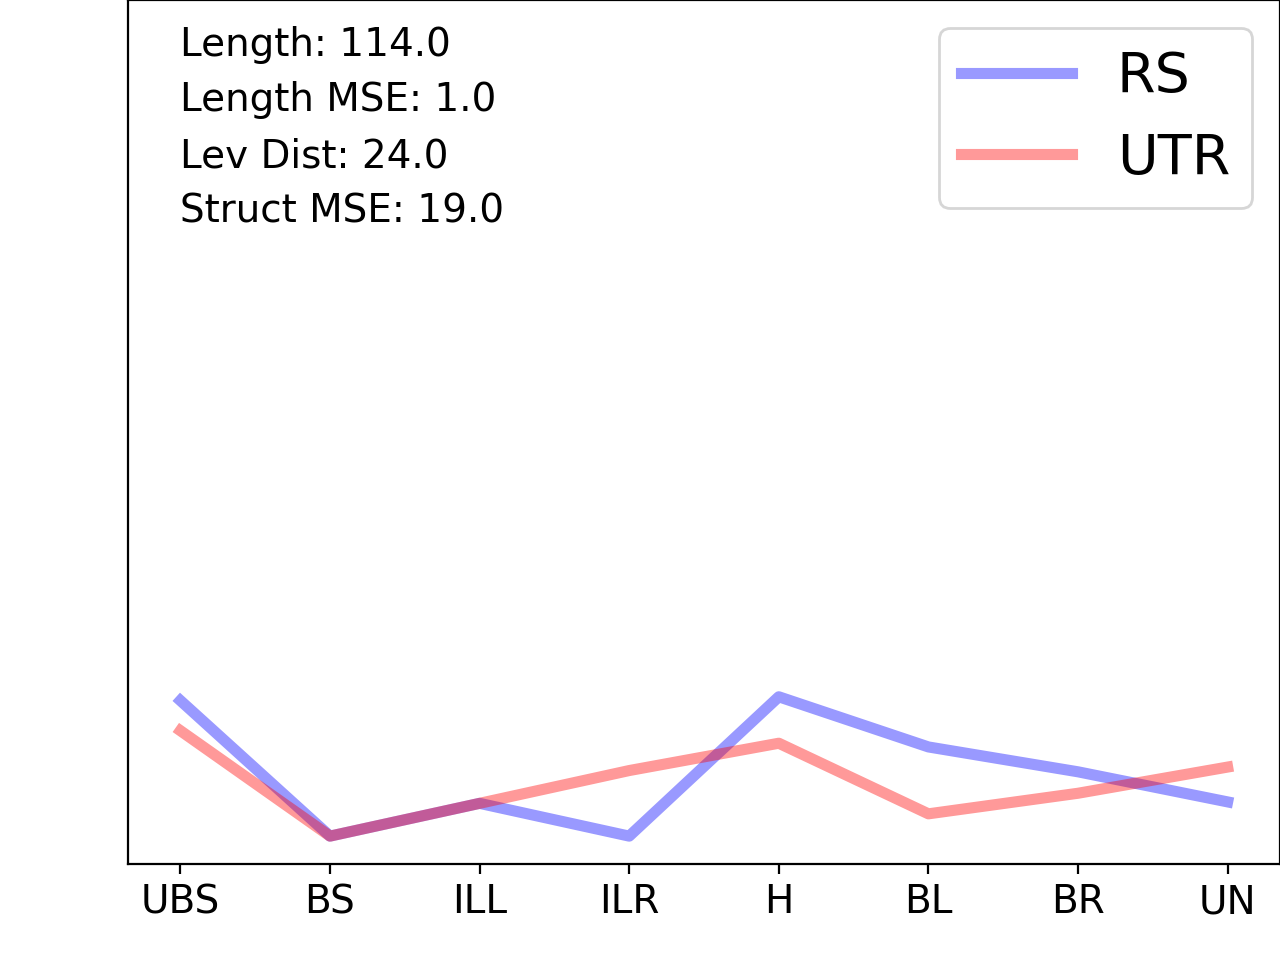 Length: 114.0
Length MSE: 1.0
Lev Dist: 24.0
Struct MSE: 19.0
RS
UTR
UBS BS ILL ILR H BL BR UN